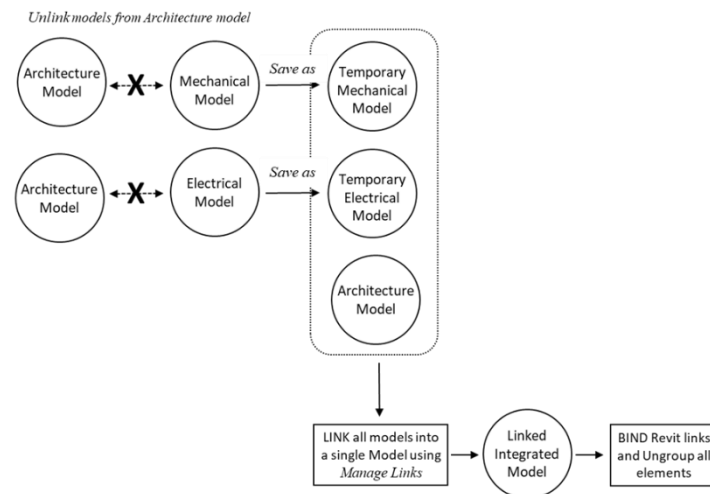 Unlink models from Architecture model
Architecture
Model
X
Mechanical
Model
Save as
Temporary
Mechanical
Model
Architecture
Model
X
Electrical
Model
Save as
Temporary
Electrical
Model
Architecture
Model
LINK all models into
a single Model using
Manage Links
Linked
Integrated
Model
BIND Revit links
and Ungroup all
elements